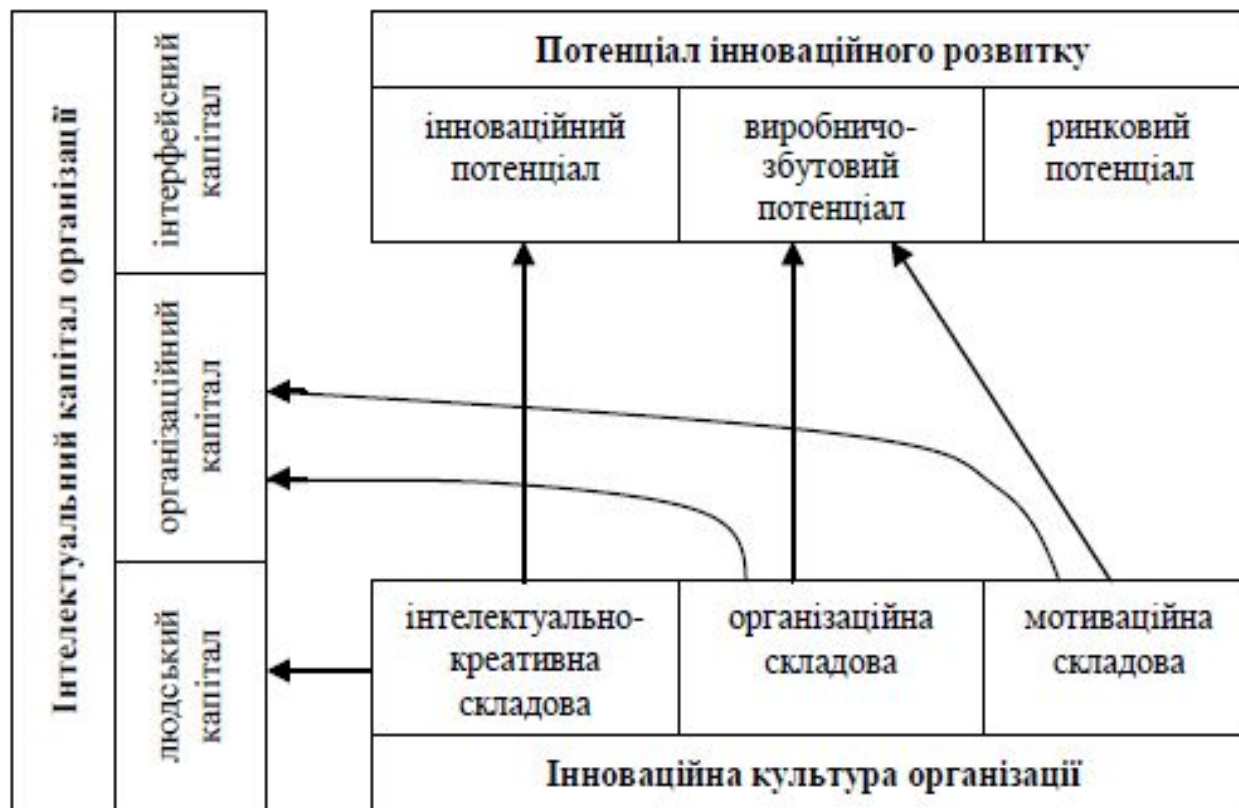 Інтелектуальний капітал організації
інтерфейсний
капітал
організаційний
капітал
людський
капітал
Потенціал інноваційного розвитку
інноваційний
потенціал
виробничо-
збутовий
потенціал
ринковий
потенціал
інтелектуально-
креативна
складова
організаційна
складова
мотиваційна
складова
Інноваційна культура організації